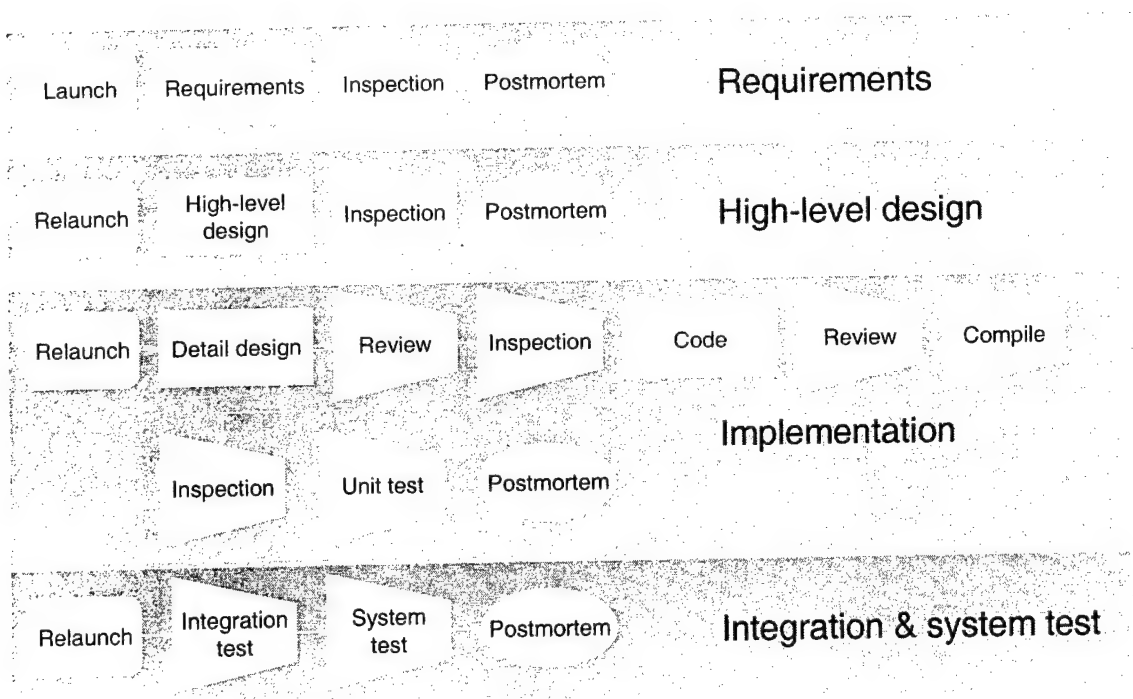 Launch Requirements Inspection Postmortem Requirements
Relaunch High-level design Inspection Postmortem High-level design
Relaunch Detail design Review Inspection Code Review Compile
Implementation
Inspection Unit test Postmortem
Relaunch Integration test System test Postmortem Integration & system test